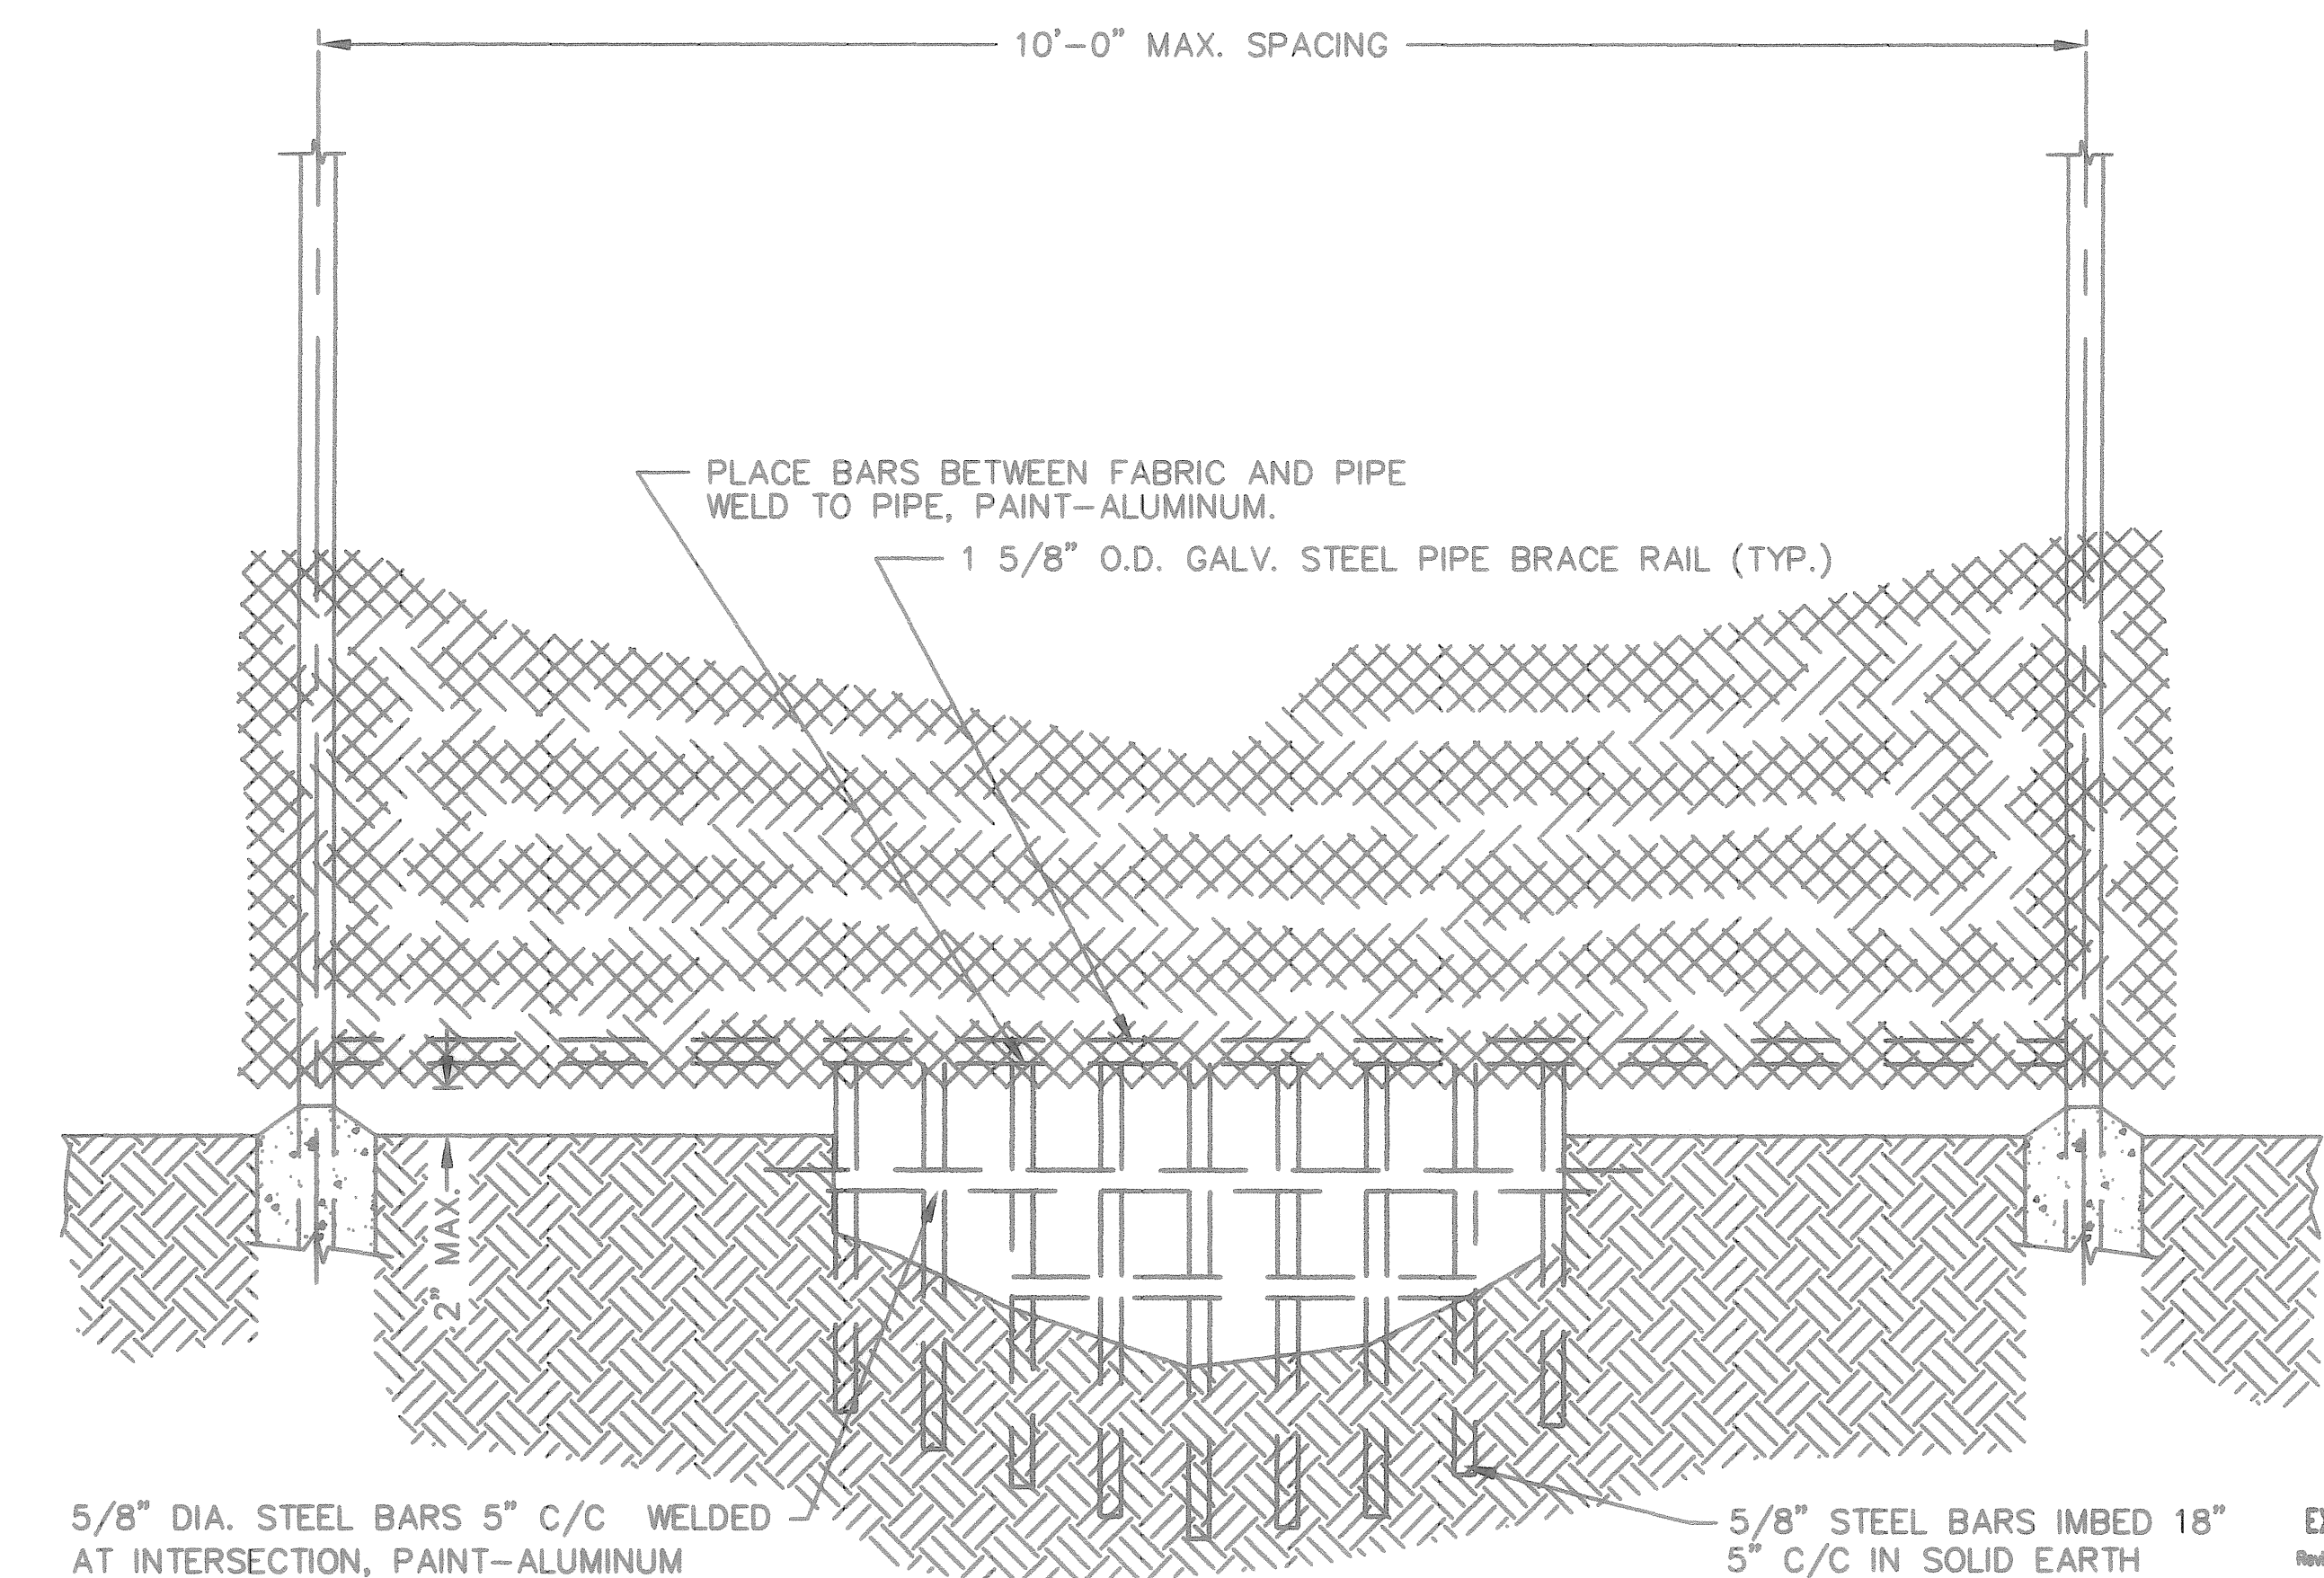 10'-0" MAX. SPACING
PLACE BARS BETWEEN FABRIC AND PIPE
WELD TO PIPE, PAINT-ALUMINUM.
1 5/8" O.D. GALV. STEEL PIPE BRACE RAIL (TYP.)
2" MAX.
5/8" DIA. STEEL BARS 5" C/C WELDED
AT INTERSECTION, PAINT-ALUMINUM
5/8" STEEL BARS IMBED 18"
5" C/C IN SOLID EARTH